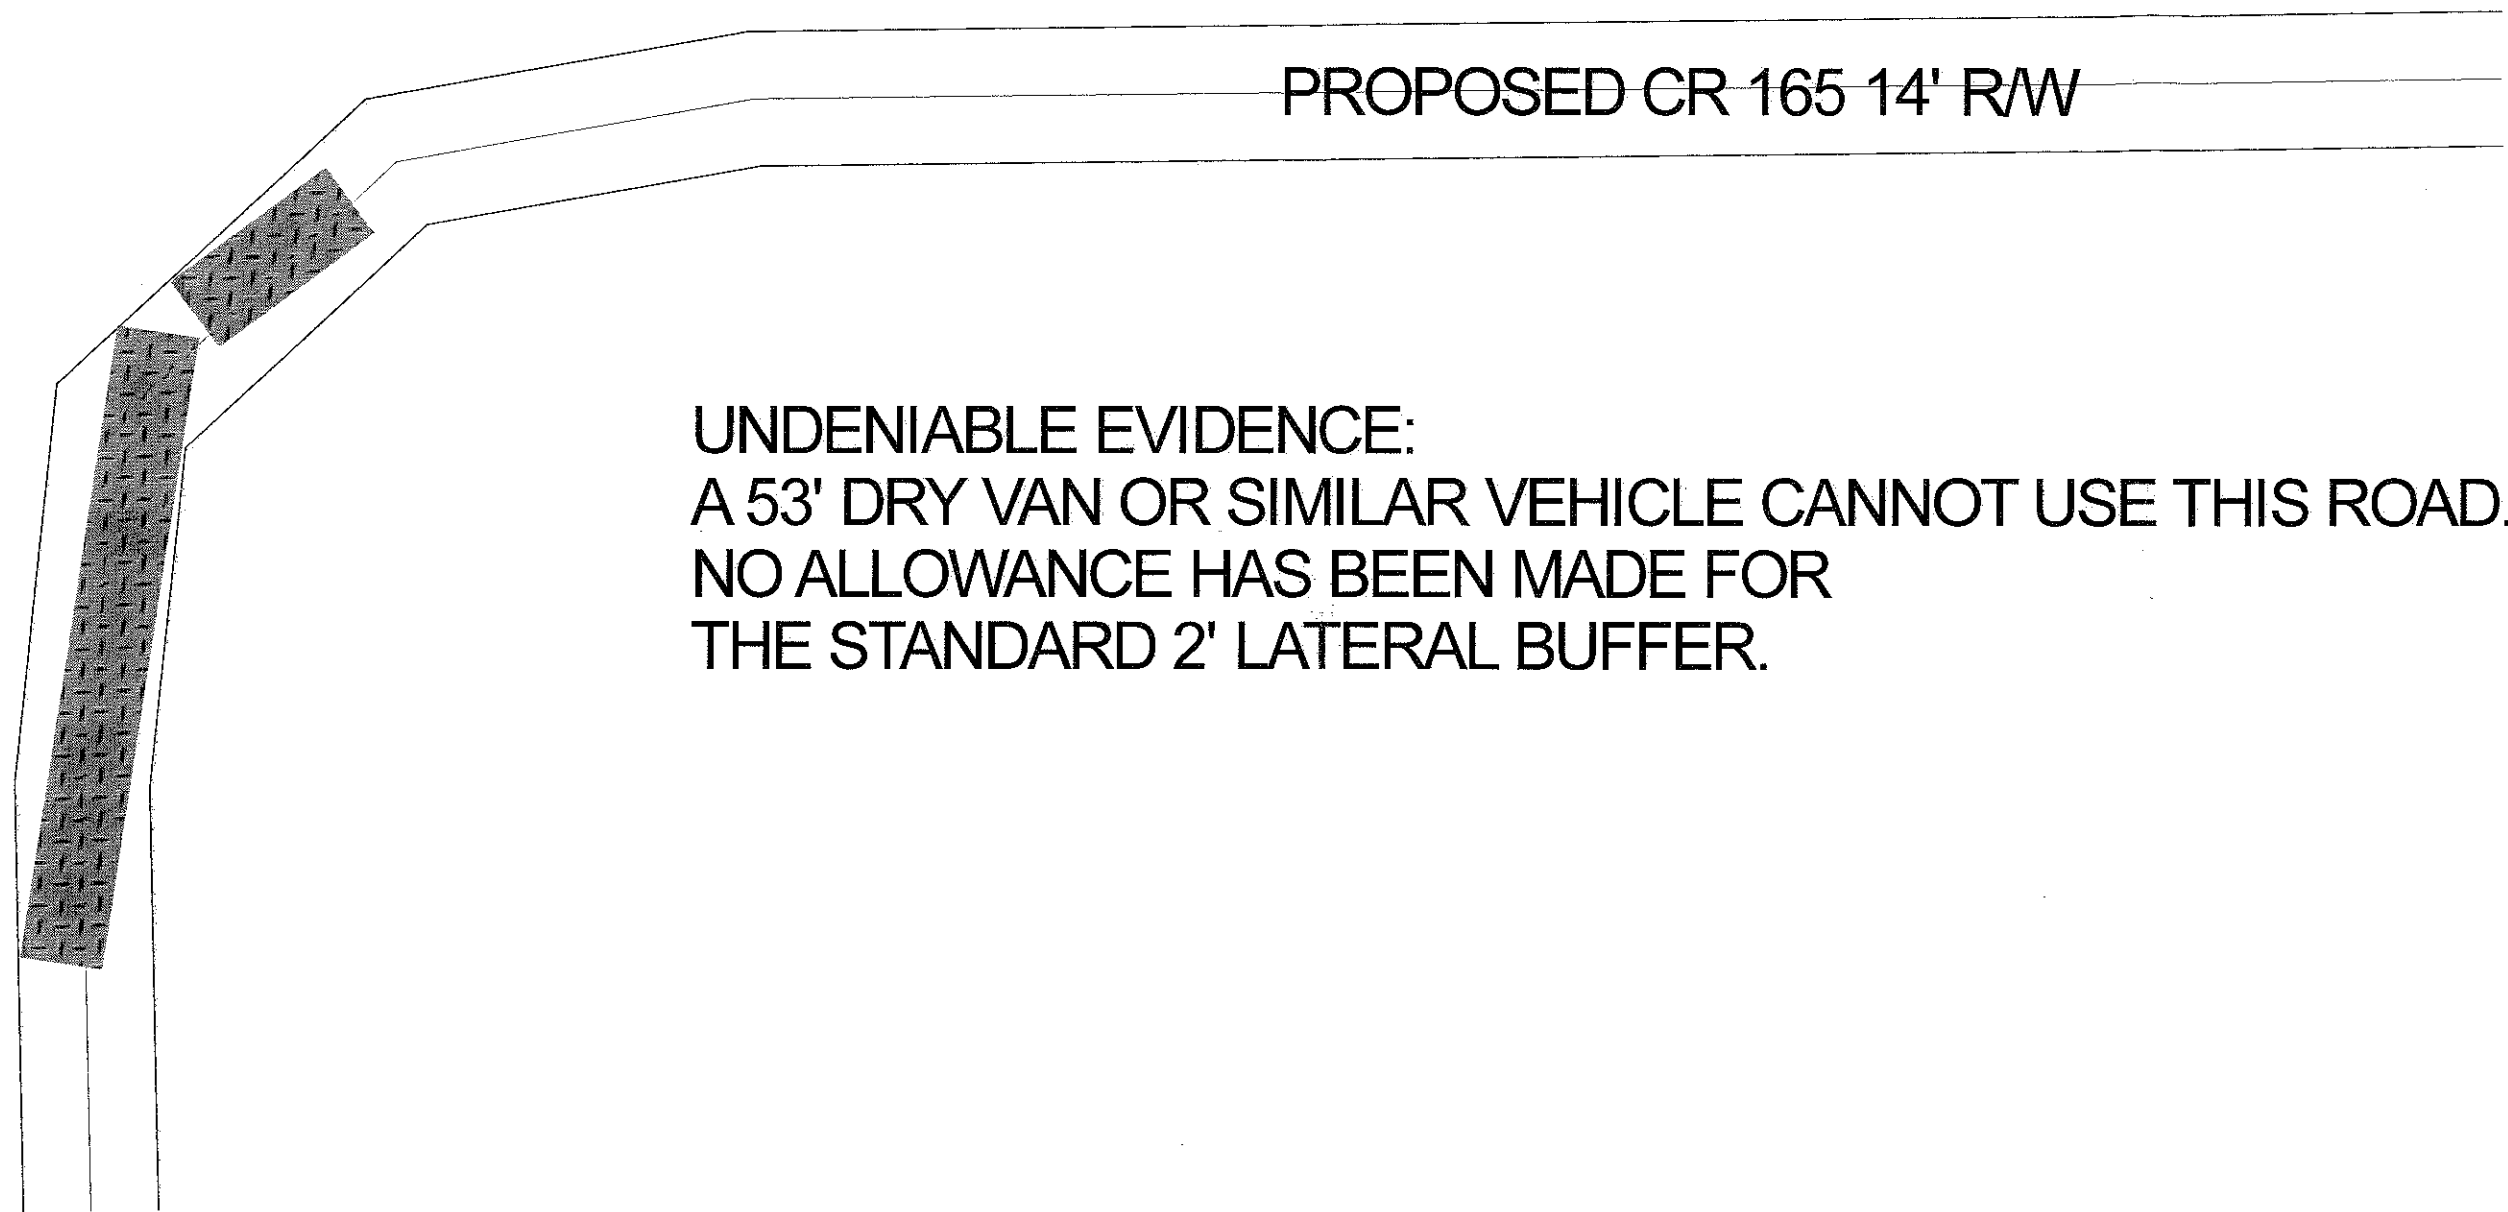 PROPOSED CR 165 14' R/W
UNDENIABLE EVIDENCE:
A 53' DRY VAN OR SIMILAR VEHICLE CANNOT USE THIS ROAD.
NO ALLOWANCE HAS BEEN MADE FOR
THE STANDARD 2' LATERAL BUFFER.